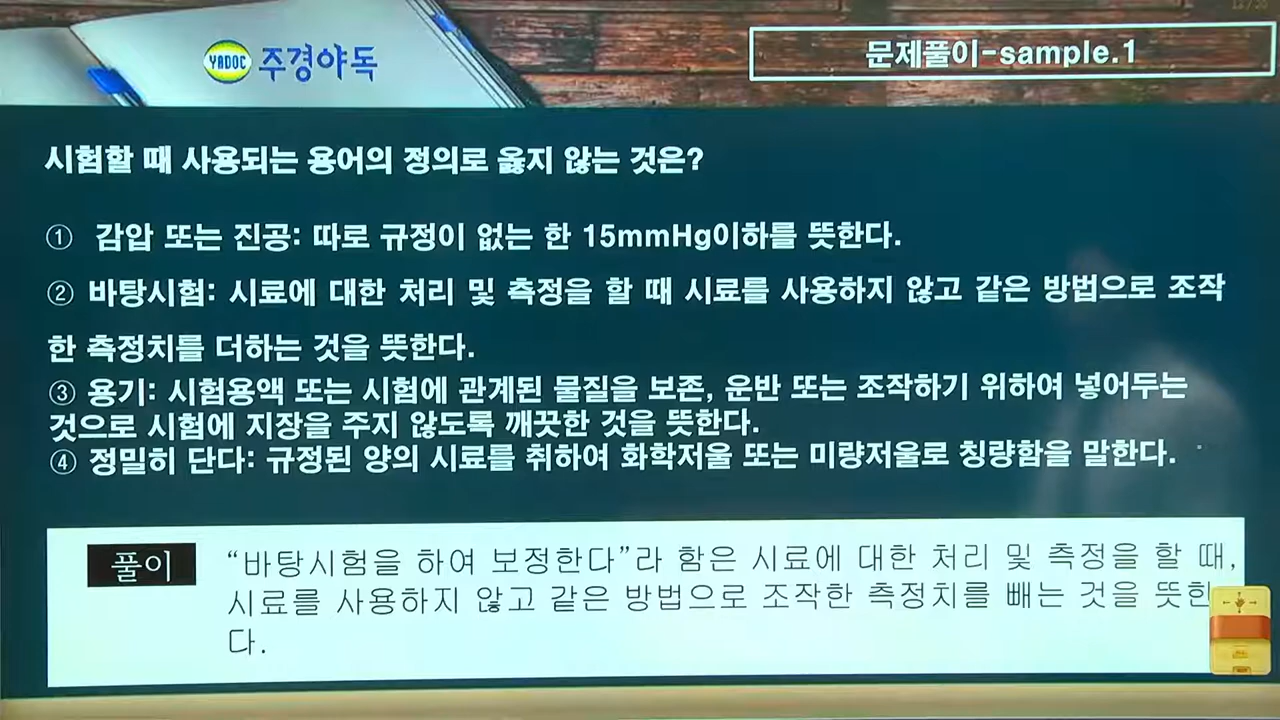 YADOC 주경야독
문제풀이-sample.1
시험할 때 사용되는 용어의 정의로 옳지 않는 것은?
① 감압 또는 진공: 따로 규정이 없는 한 15mmHg이하를 뜻한다.
② 바탕시험: 시료에 대한 처리 및 측정을 할 때 시료를 사용하지 않고 같은 방법으로 조작
한 측정치를 더하는 것을 뜻한다.
③ 용기: 시험용액 또는 시험에 관계된 물질을 보존, 운반 또는 조작하기 위하여 넣어두는
것으로 시험에 지장을 주지 않도록 깨끗한 것을 뜻한다.
④ 정밀히 단다: 규정된 양의 시료를 취하여 화학저울 또는 미량저울로 칭량함을 말한다.
풀이 “바탕시험을 하여 보정한다”라 함은 시료에 대한 처리 및 측정을 할 때,
시료를 사용하지 않고 같은 방법으로 조작한 측정치를 빼는 것을 뜻한
다.